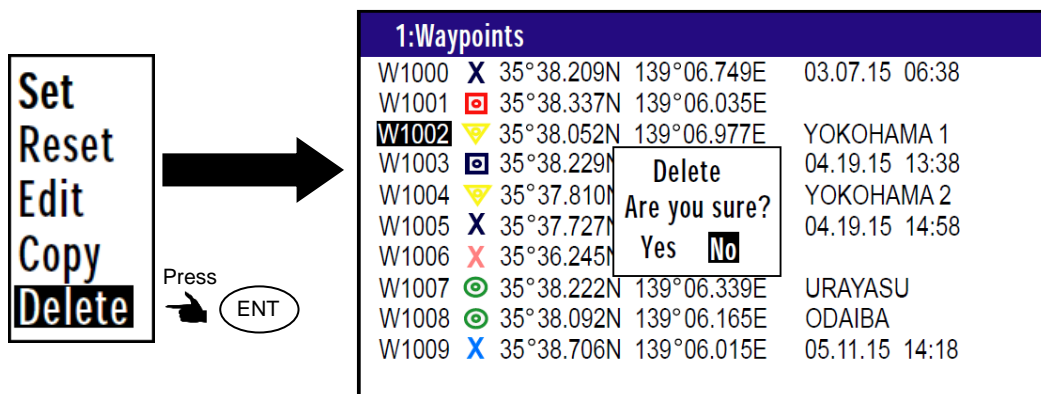 Set
Reset
Edit
Copy
Delete
Press
ENT
1:Waypoints
W1000 X 35°38.209N 139°06.749E 03.07.15 06:38
W1001 35°38.337N 139°06.035E
W1002 35°38.052N 139°06.977E YOKOHAMA 1
W1003 35°38.229N 04.19.15 13:38
W1004 35°37.810N YOKOHAMA 2
W1005 X 35°37.727N 04.19.15 14:58
W1006 X 35°36.245N
W1007 35°38.222N 139°06.339E URAYASU
W1008 35°38.092N 139°06.165E ODAIBA
W1009 X 35°38.706N 139°06.015E 05.11.15 14:18
Delete
Are you sure?
Yes No